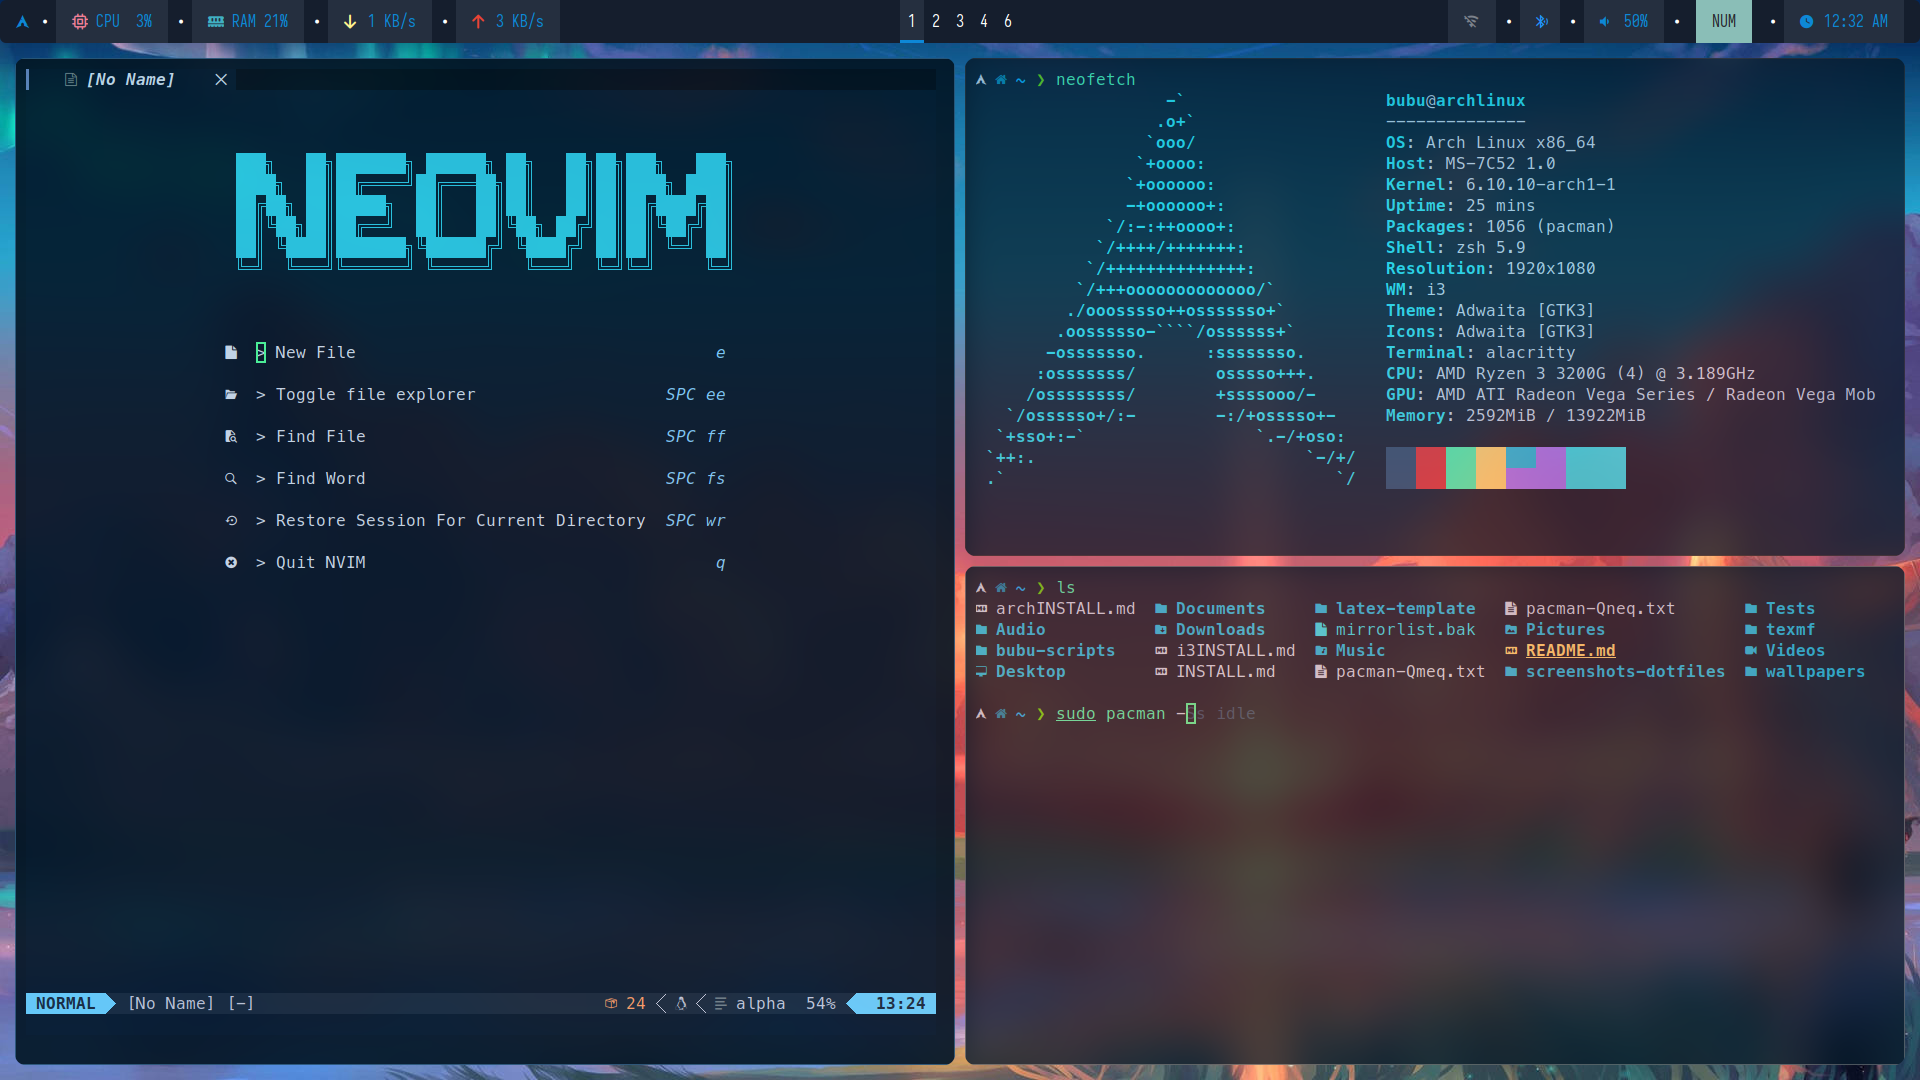 CPU 3% • RAM 21% • 1 KB/s • 3 KB/s
1 2 3 4 6
50% • NUM • 12:32 AM
[No Name]
NEOVIM
> New File e
> Toggle file explorer SPC ee
> Find File SPC ff
> Find Word SPC fs
> Restore Session For Current Directory SPC wr
> Quit NVIM q
NORMAL [No Name] [-] 24 alpha 54% 13:24
~ ❯ neofetch
-`
.o+`
`ooo/
`+oooo:
`+oooooo:
-+oooooo+:
`/:-:++oooo+:
`/++++/+++++++:
`/++++++++++++++:
`/+++ooooooooooooo/`
./ooosssso++osssssso+`
.oossssso-````/ossssss+`
-osssssso. :ssssssso.
:osssssss/ osssso+++.
/ossssssss/ +ssssooo/-
`/ossssso+/:- -:/+osssso+-
`+sso+:-` `.-/+oso:
`++:. `-/+/
.` `/
bubu@archlinux
--------------
OS: Arch Linux x86_64
Host: MS-7C52 1.0
Kernel: 6.10.10-arch1-1
Uptime: 25 mins
Packages: 1056 (pacman)
Shell: zsh 5.9
Resolution: 1920x1080
WM: i3
Theme: Adwaita [GTK3]
Icons: Adwaita [GTK3]
Terminal: alacritty
CPU: AMD Ryzen 3 3200G (4) @ 3.189GHz
GPU: AMD ATI Radeon Vega Series / Radeon Vega Mob
Memory: 2592MiB / 13922MiB
~ ❯ ls
archINSTALL.md Documents latex-template pacman-Qneq.txt Tests
Audio Downloads mirrorlist.bak Pictures texmf
bubu-scripts i3INSTALL.md Music README.md Videos
Desktop INSTALL.md pacman-Qmeq.txt screenshots-dotfiles wallpapers
~ ❯ sudo pacman -Ss idle